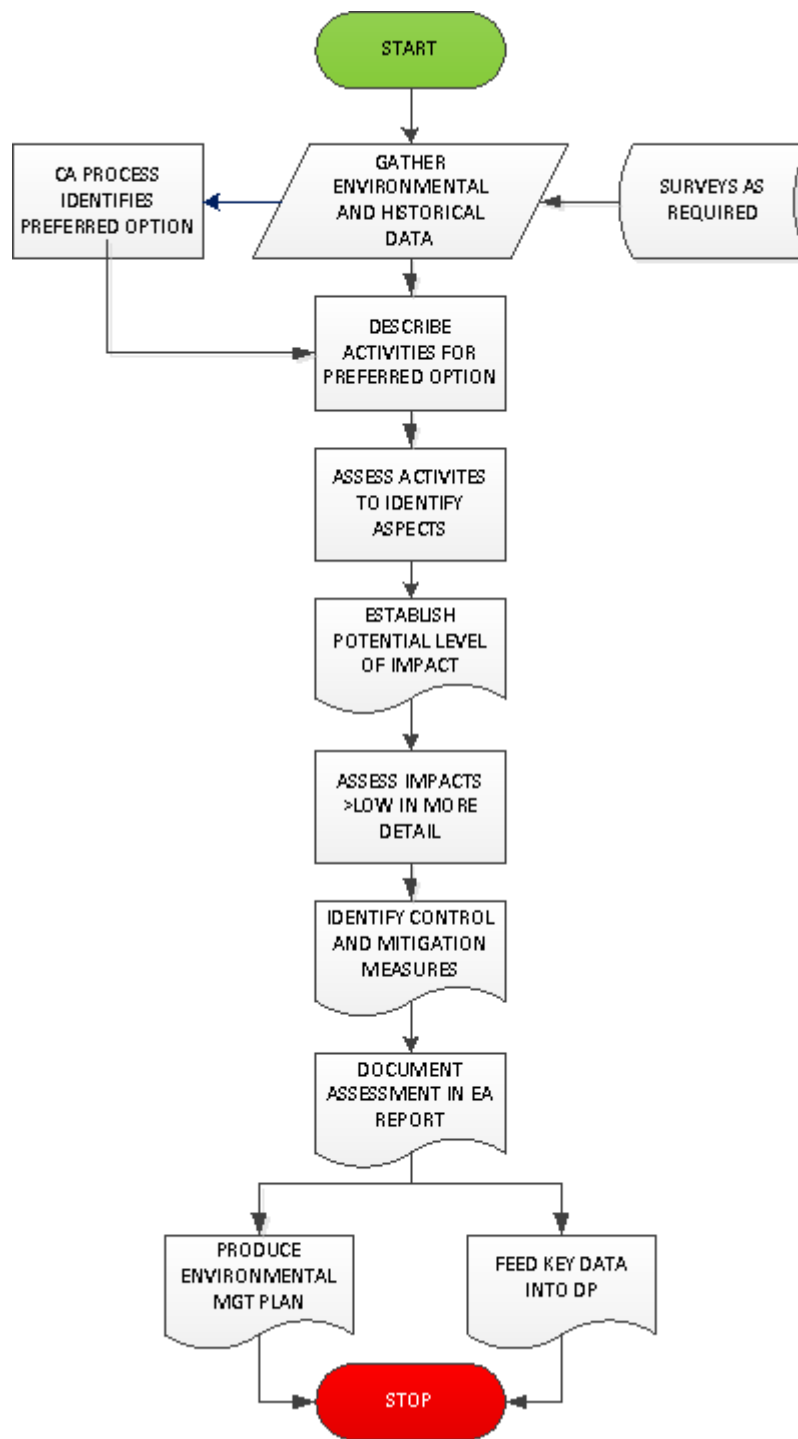 START
CA PROCESS
IDENTIFIES
PREFERRED OPTION
GATHER
ENVIRONMENTAL
AND HISTORICAL
DATA
SURVEYS AS
REQUIRED
DESCRIBE
ACTIVITIES FOR
PREFERRED OPTION
ASSESS ACTIVITES
TO IDENTIFY
ASPECTS
ESTABLISH
POTENTIAL LEVEL
OF IMPACT
ASSESS IMPACTS
>LOW IN MORE
DETAIL
IDENTIFY CONTROL
AND MITIGATION
MEASURES
DOCUMENT
ASSESSMENT IN EA
REPORT
PRODUCE
ENVIRONMENTAL
MGT PLAN
FEED KEY DATA
INTO DP
STOP